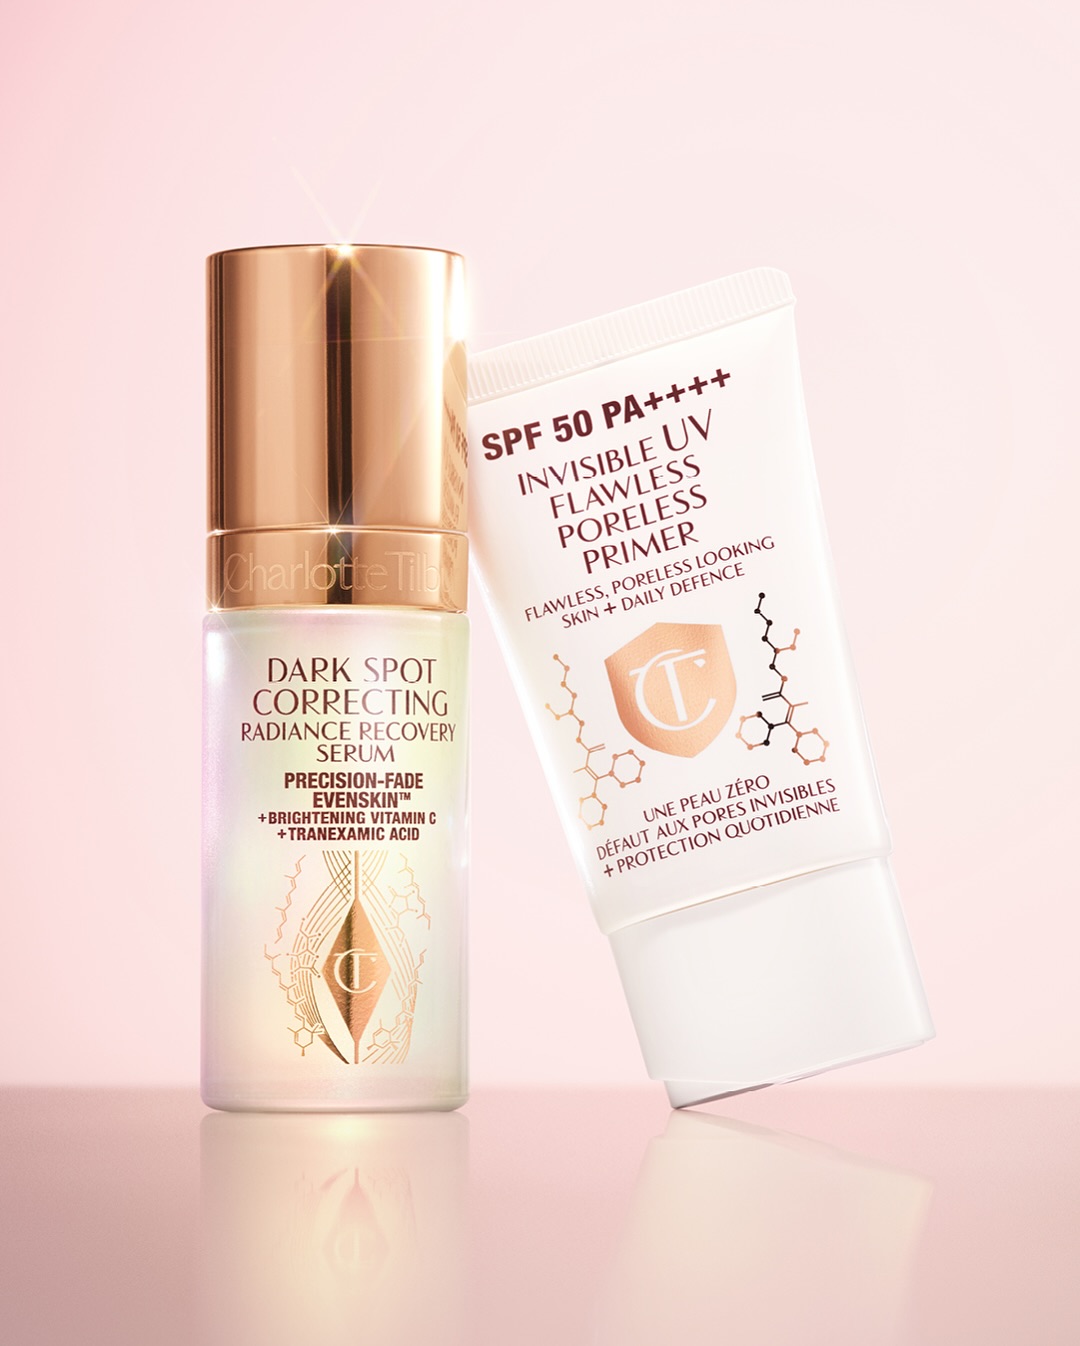 Charlotte Tilb
DARK SPOT
CORRECTING
RADIANCE RECOVERY
SERUM
PRECISION-FADE
EVENSKIN™
+BRIGHTENING VITAMIN C
+TRANEXAMIC ACID
CT
SPF 50 PA++++
INVISIBLE UV
FLAWLESS
PORELESS
PRIMER
FLAWLESS, PORELESS LOOKING
SKIN + DAILY DEFENCE
CT
UNE PEAU ZÉRO
DÉFAUT AUX PORES INVISIBLES
+ PROTECTION QUOTIDIENNE